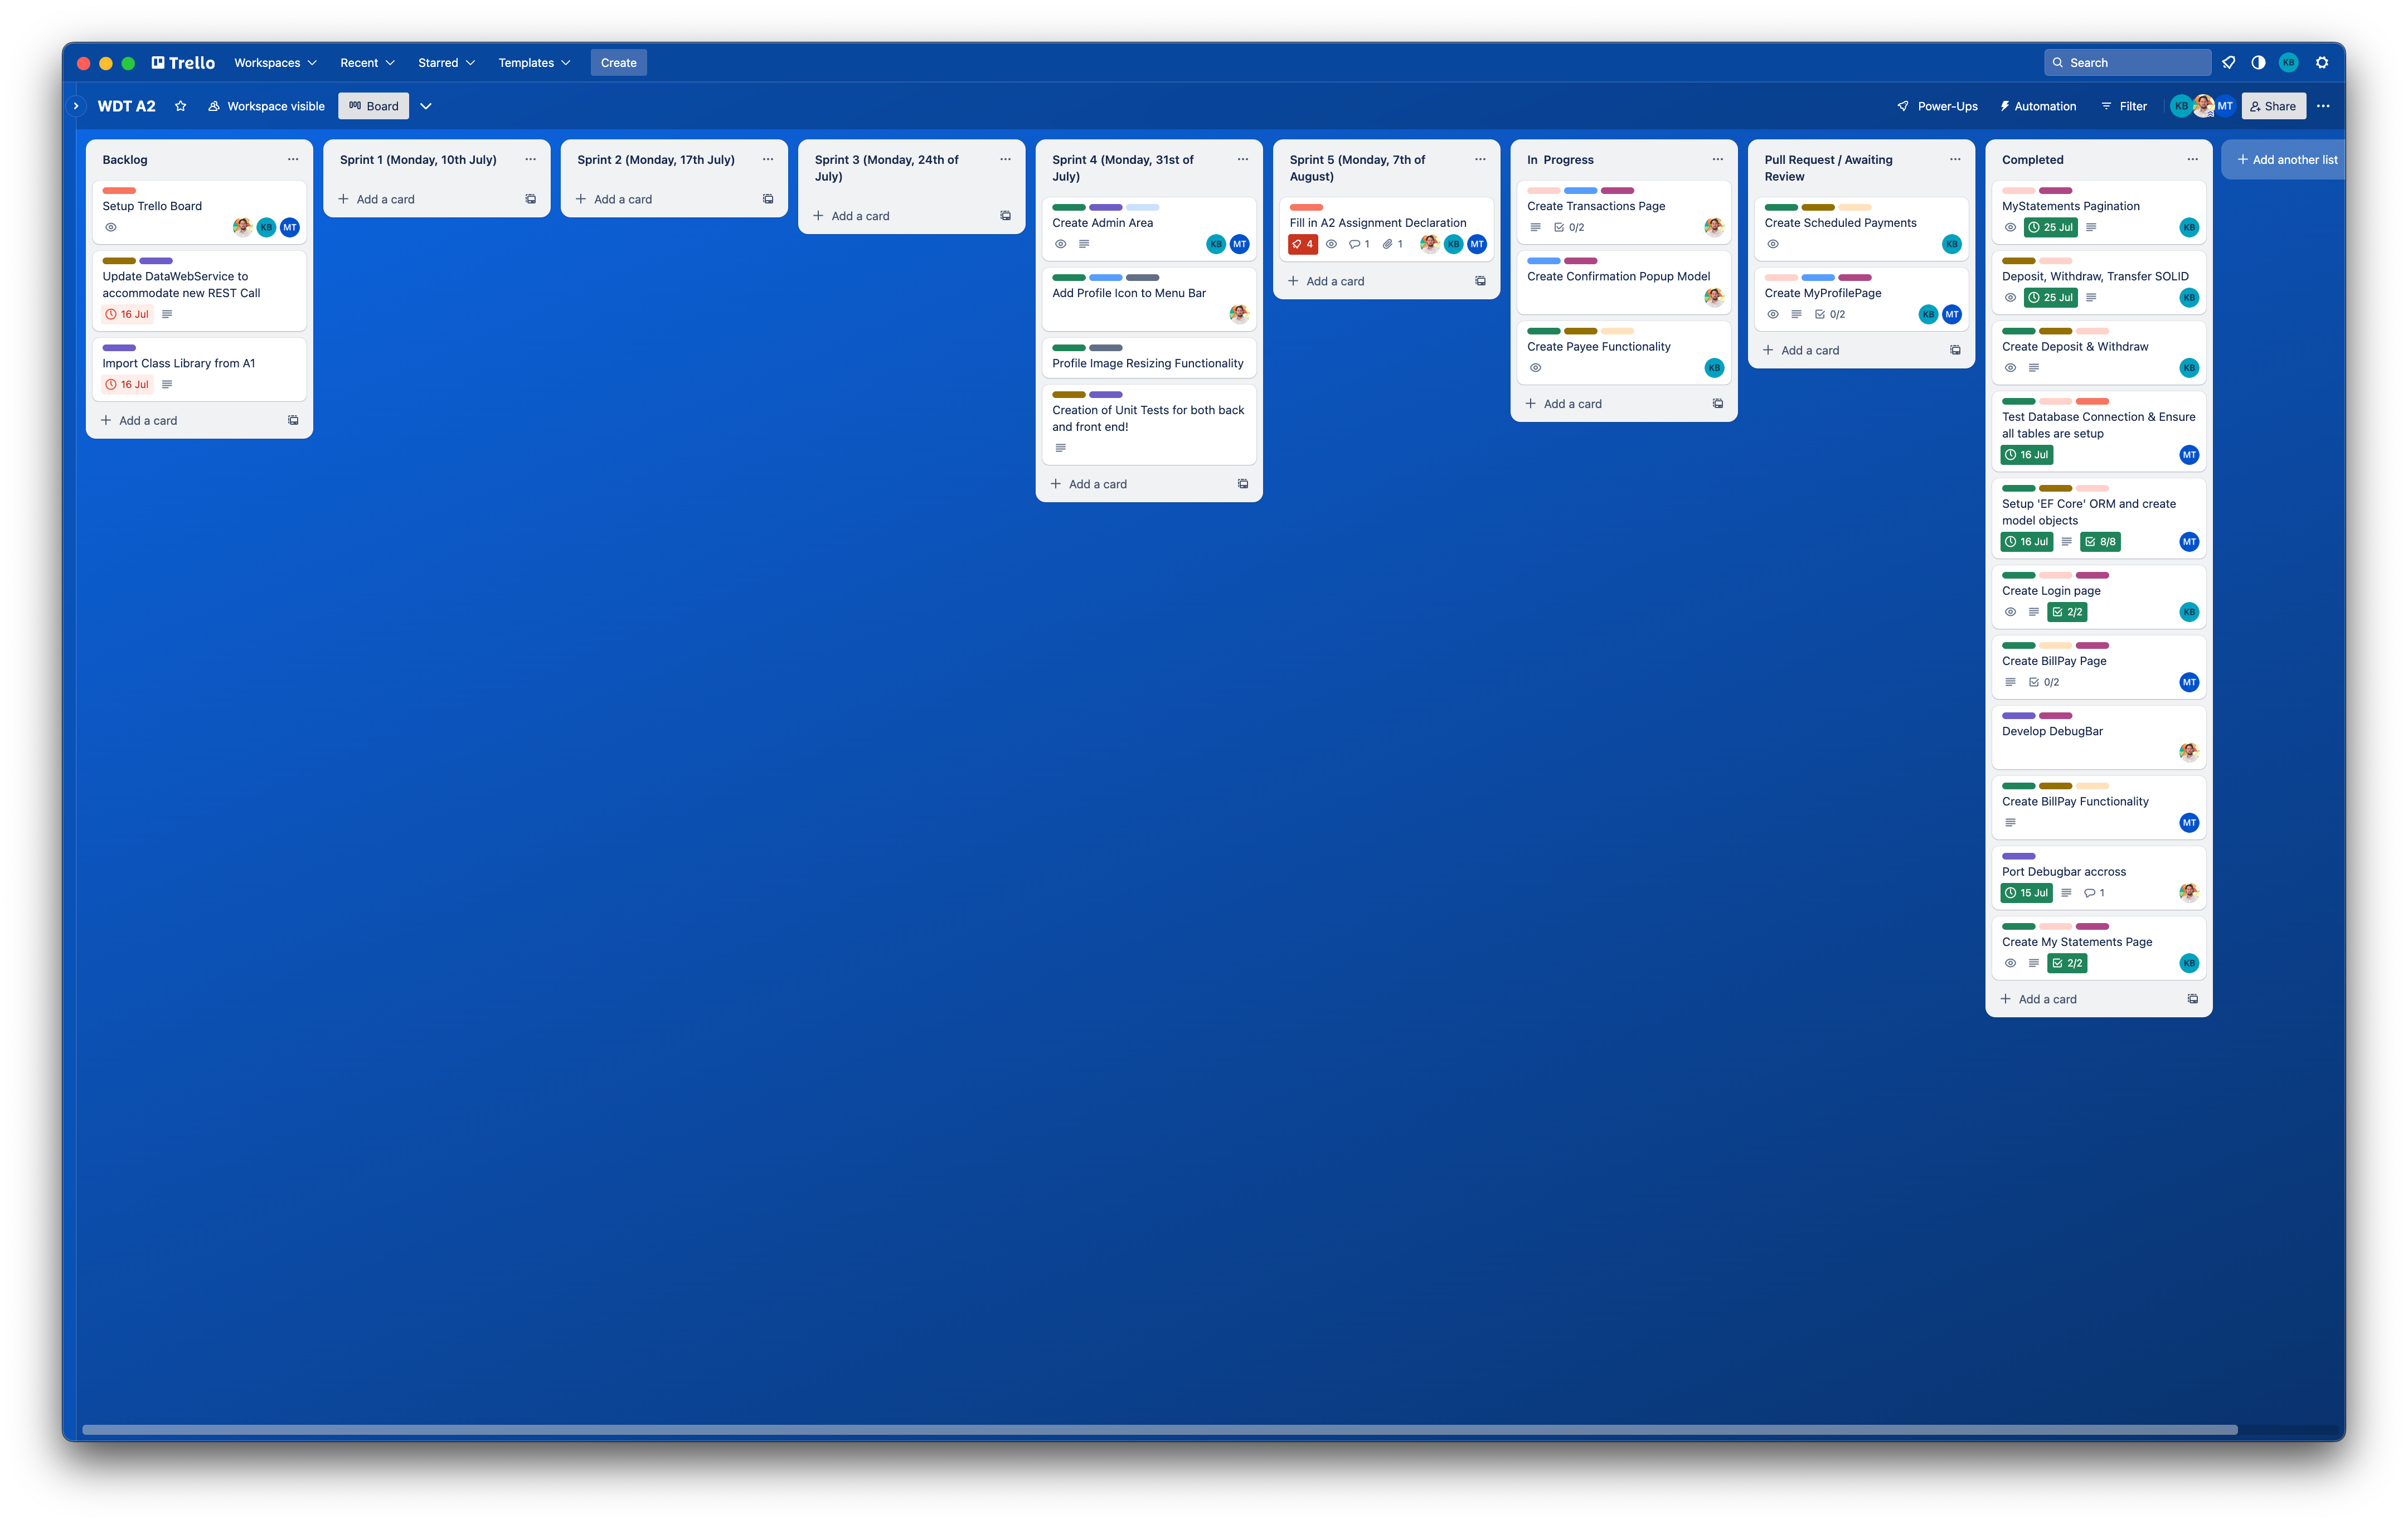 Trello
Workspaces
Recent
Starred
Templates
Create
Search
KB
WDT A2
Workspace visible
Board
Power-Ups
Automation
Filter
KB
MT
Share
Backlog
Setup Trello Board
KB
MT
Update DataWebService to
accommodate new REST Call
16 Jul
Import Class Library from A1
16 Jul
Add a card
Sprint 1 (Monday, 10th July)
Add a card
Sprint 2 (Monday, 17th July)
Add a card
Sprint 3 (Monday, 24th of
July)
Add a card
Sprint 4 (Monday, 31st of
July)
Create Admin Area
KB
MT
Add Profile Icon to Menu Bar
Profile Image Resizing Functionality
Creation of Unit Tests for both back
and front end!
Add a card
Sprint 5 (Monday, 7th of
August)
Fill in A2 Assignment Declaration
4
1
1
KB
MT
Add a card
In Progress
Create Transactions Page
0/2
Create Confirmation Popup Model
Create Payee Functionality
KB
Add a card
Pull Request / Awaiting
Review
Create Scheduled Payments
KB
Create MyProfilePage
0/2
KB
MT
Add a card
Completed
MyStatements Pagination
25 Jul
KB
Deposit, Withdraw, Transfer SOLID
25 Jul
KB
Create Deposit & Withdraw
KB
Test Database Connection & Ensure
all tables are setup
16 Jul
MT
Setup 'EF Core' ORM and create
model objects
16 Jul
8/8
MT
Create Login page
2/2
KB
Create BillPay Page
0/2
MT
Develop DebugBar
Create BillPay Functionality
MT
Port Debugbar accross
15 Jul
1
Create My Statements Page
2/2
KB
Add a card
Add another list